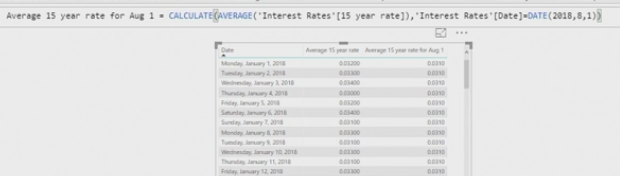 Average 15 year rate for Aug 1 = CALCULATE(AVERAGE('Interest Rates'[15 year rate]),'Interest Rates'[Date]=DATE(2018,8,1))
Date Average 15 year rate Average 15 year rate for Aug 1
Monday, January 1, 2018 0.03200 0.0310
Tuesday, January 2, 2018 0.03300 0.0310
Wednesday, January 3, 2018 0.03400 0.0310
Thursday, January 4, 2018 0.03000 0.0310
Friday, January 5, 2018 0.03200 0.0310
Saturday, January 6, 2018 0.03400 0.0310
Sunday, January 7, 2018 0.03100 0.0310
Monday, January 8, 2018 0.03300 0.0310
Tuesday, January 9, 2018 0.03100 0.0310
Wednesday, January 10, 2018 0.03300 0.0310
Thursday, January 11, 2018 0.03100 0.0310
Friday, January 12, 2018 0.03300 0.0310